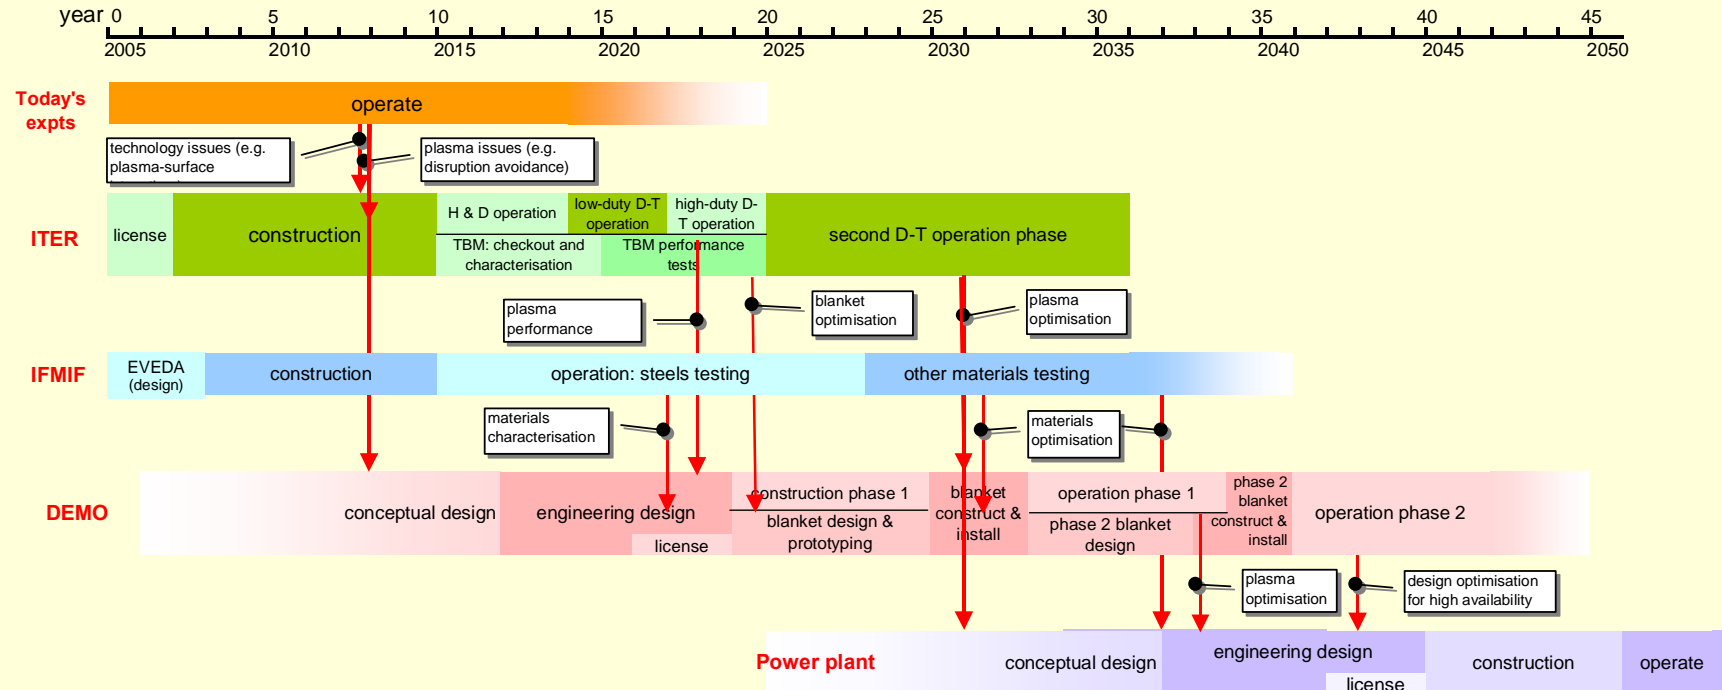 year 0 5 10 15 20 25 30 35 40 45
2005 2010 2015 2020 2025 2030 2035 2040 2045 2050
Today's
expts
operate
technology issues (e.g.
plasma-surface
plasma issues (e.g.
disruption avoidance)
ITER
license
construction
H & D operation
low-duty D-T
operation
high-duty D-
T operation
TBM: checkout and
characterisation
TBM performance
tests
second D-T operation phase
plasma
performance
blanket
optimisation
plasma
optimisation
IFMIF
EVEDA
(design)
construction
operation: steels testing
other materials testing
materials
characterisation
materials
optimisation
DEMO
conceptual design
engineering design
license
construction phase 1
blanket design &
prototyping
blanket
construct &
install
operation phase 1
phase 2 blanket
design
phase 2
blanket
construct &
install
operation phase 2
plasma
optimisation
design optimisation
for high availability
Power plant
conceptual design
engineering design
license
construction
operate